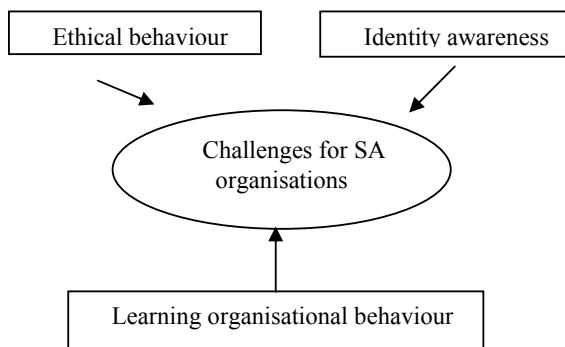 Ethical behaviour
Identity awareness
Challenges for SA
organisations
Learning organisational behaviour